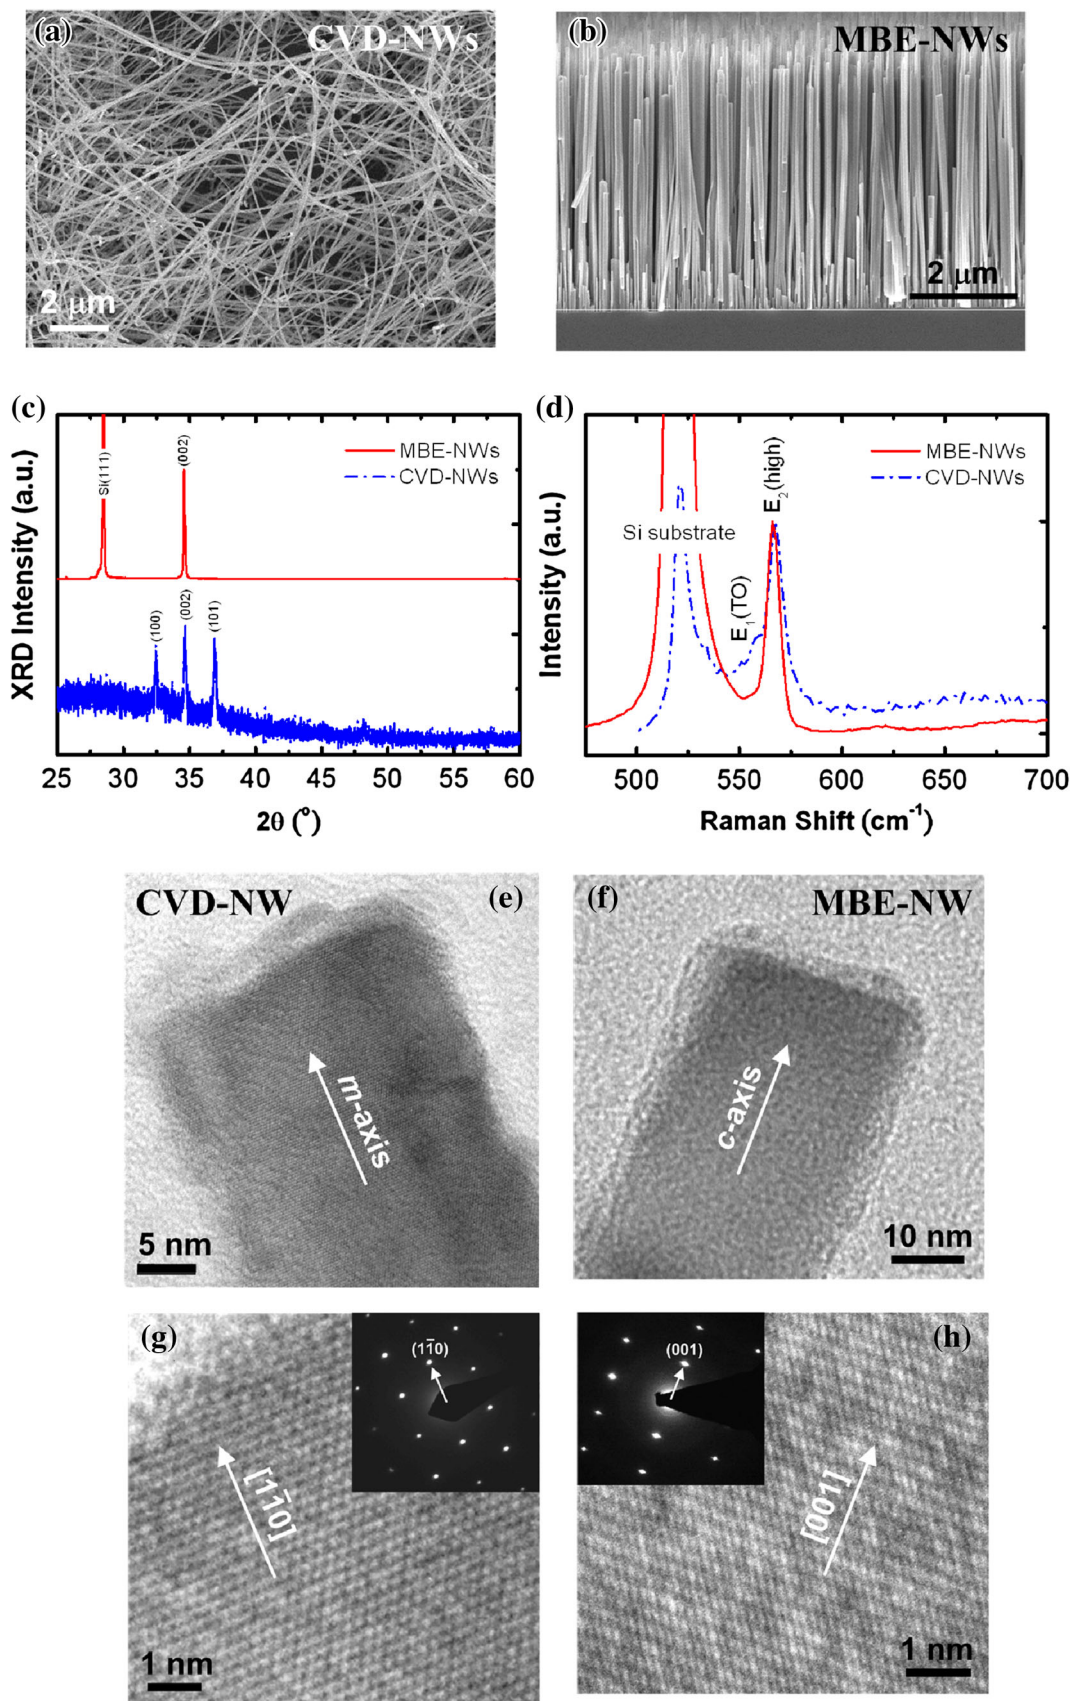 (a) CVD-NWs
2 μm
(b) MBE-NWs
2 μm
(c)
XRD Intensity (a.u.)
Si(111)
(002)
MBE-NWs
CVD-NWs
(100)
(002)
(101)
25 30 35 40 45 50 55 60
2θ (°)
(d)
Intensity (a.u.)
Si substrate
E1(TO)
E2(high)
MBE-NWs
CVD-NWs
500 550 600 650 700
Raman Shift (cm-1)
CVD-NW (e)
m-axis
5 nm
(f) MBE-NW
c-axis
10 nm
(g)
(11̄0)
[11̄0]
1 nm
(h)
(001)
[001]
1 nm